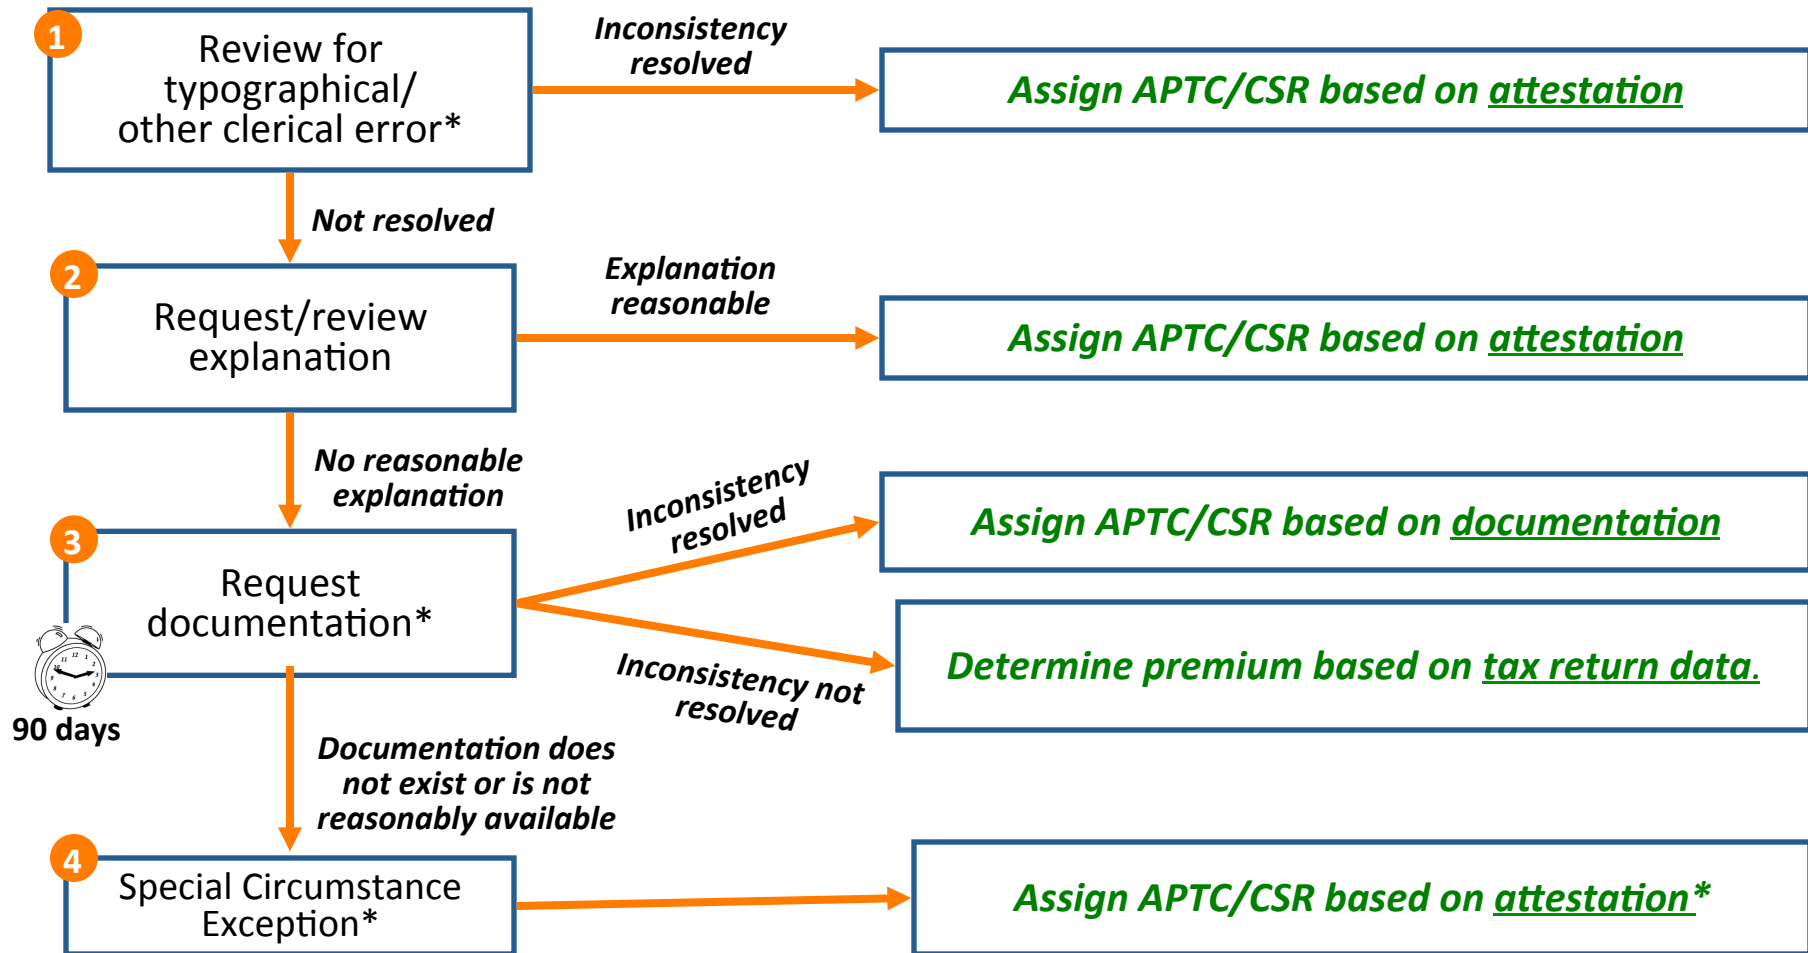 1
Review for
typographical/
other clerical error*
Inconsistency
resolved
Assign APTC/CSR based on attestation
Not resolved
2
Request/review
explanation
Explanation
reasonable
Assign APTC/CSR based on attestation
No reasonable
explanation
3
Request
documentation*
90 days
Inconsistency
resolved
Assign APTC/CSR based on documentation
Inconsistency not
resolved
Determine premium based on tax return data.
Documentation does
not exist or is not
reasonably available
4
Special Circumstance
Exception*
Assign APTC/CSR based on attestation*